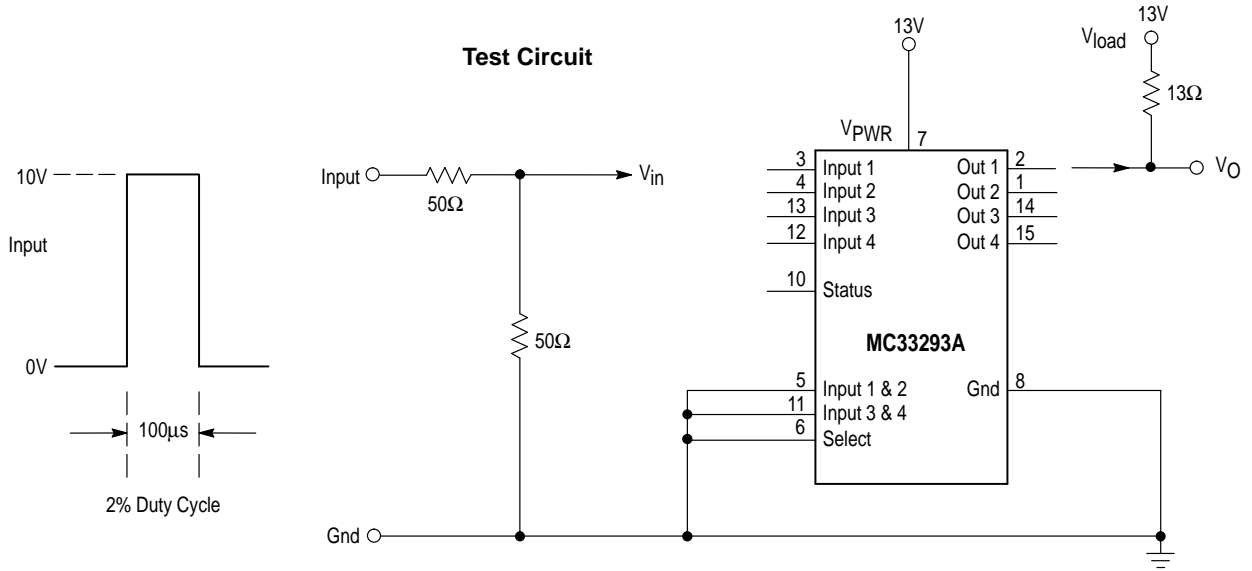 Test Circuit
13V
V_load
13V
13Ω
V_PWR
7
10V
Input
0V
100µs
2% Duty Cycle
Input
50Ω
V_in
50Ω
Gnd
3 Input 1 Out 1 2
4 Input 2 Out 2 1
13 Input 3 Out 3 14
12 Input 4 Out 4 15
V_O
10 Status
MC33293A
5 Input 1 & 2 Gnd 8
11 Input 3 & 4
6 Select